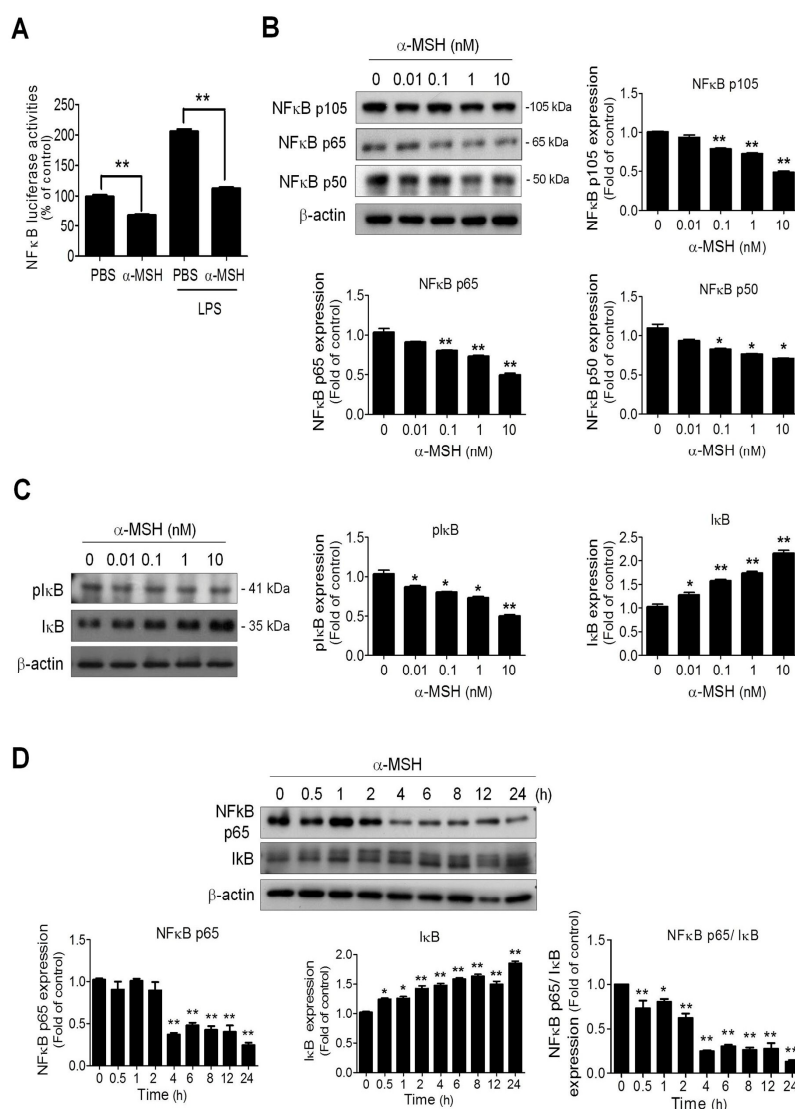 A
NFκB luciferase activities
(% of control)
250
200
150
100
50
0
**
**
PBS α-MSH PBS α-MSH
LPS
B
α-MSH (nM)
0 0.01 0.1 1 10
NFκB p105 -105 kDa
NFκB p65 - 65 kDa
NFκB p50 - 50 kDa
β-actin
NFκB p105
NFκB p105 expression
(Fold of control)
1.5
1.0
0.5
0.0
** ** **
0 0.01 0.1 1 10
α-MSH (nM)
NFκB p65
NFκB p65 expression
(Fold of control)
1.5
1.0
0.5
0.0
** ** **
0 0.01 0.1 1 10
α-MSH (nM)
NFκB p50
NFκB p50 expression
(Fold of control)
1.5
1.0
0.5
0.0
* * *
0 0.01 0.1 1 10
α-MSH (nM)
C
α-MSH (nM)
0 0.01 0.1 1 10
pIκB - 41 kDa
IκB - 35 kDa
β-actin
pIκB
pIκB expression
(Fold of control)
1.5
1.0
0.5
0.0
* * * **
0 0.01 0.1 1 10
α-MSH (nM)
IκB
IκB expression
(Fold of control)
2.5
2.0
1.5
1.0
0.5
0.0
* ** ** **
0 0.01 0.1 1 10
α-MSH (nM)
D
α-MSH
0 0.5 1 2 4 6 8 12 24 (h)
NFkB
p65
IkB
β-actin
NFκB p65
NFκB p65 expression
(Fold of control)
1.5
1.0
0.5
0.0
** ** ** ** **
0 0.5 1 2 4 6 8 12 24
Time (h)
IκB
IκB expression
(Fold of control)
2.0
1.5
1.0
0.5
0.0
* * ** ** ** ** ** **
0 0.5 1 2 4 6 8 12 24
Time (h)
NFκB p65/ IκB
NFκB p65/ IκB
expression (Fold of control)
1.5
1.0
0.5
0.0
** * ** ** ** ** ** **
0 0.5 1 2 4 6 8 12 24
Time (h)